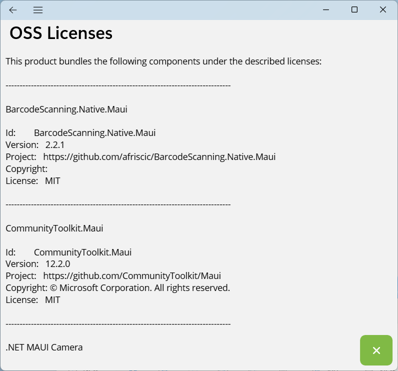 OSS Licenses
This product bundles the following components under the described licenses:
--------------------------------------------------------------------------------
BarcodeScanning.Native.Maui
Id: BarcodeScanning.Native.Maui
Version: 2.2.1
Project: https://github.com/afriscic/BarcodeScanning.Native.Maui
Copyright:
License: MIT
--------------------------------------------------------------------------------
CommunityToolkit.Maui
Id: CommunityToolkit.Maui
Version: 12.2.0
Project: https://github.com/CommunityToolkit/Maui
Copyright: © Microsoft Corporation. All rights reserved.
License: MIT
--------------------------------------------------------------------------------
.NET MAUI Camera